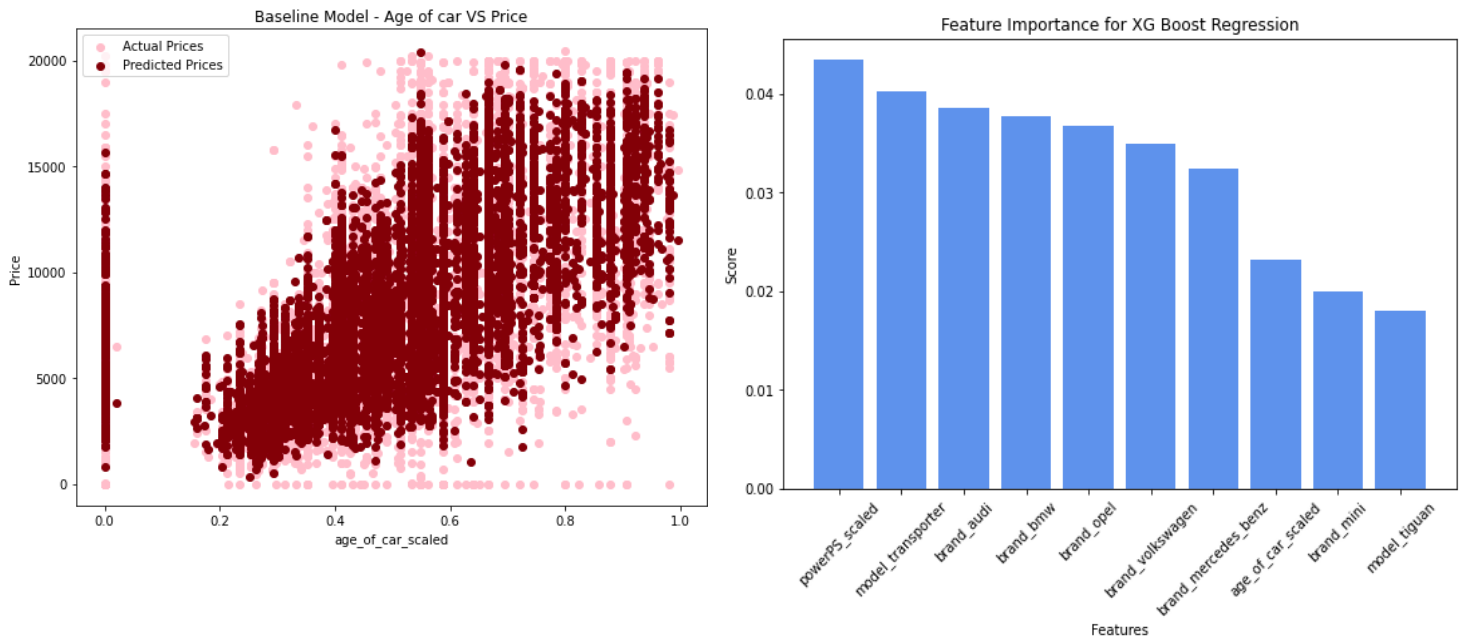 Baseline Model - Age of car VS Price
Actual Prices
Predicted Prices
Price
20000
15000
10000
5000
0
0.0 0.2 0.4 0.6 0.8 1.0
age_of_car_scaled
Feature Importance for XG Boost Regression
Score
0.04
0.03
0.02
0.01
0.00
powerPS_scaled
model_transporter
brand_audi
brand_bmw
brand_opel
brand_volkswagen
brand_mercedes_benz
age_of_car_scaled
brand_mini
model_tiguan
Features